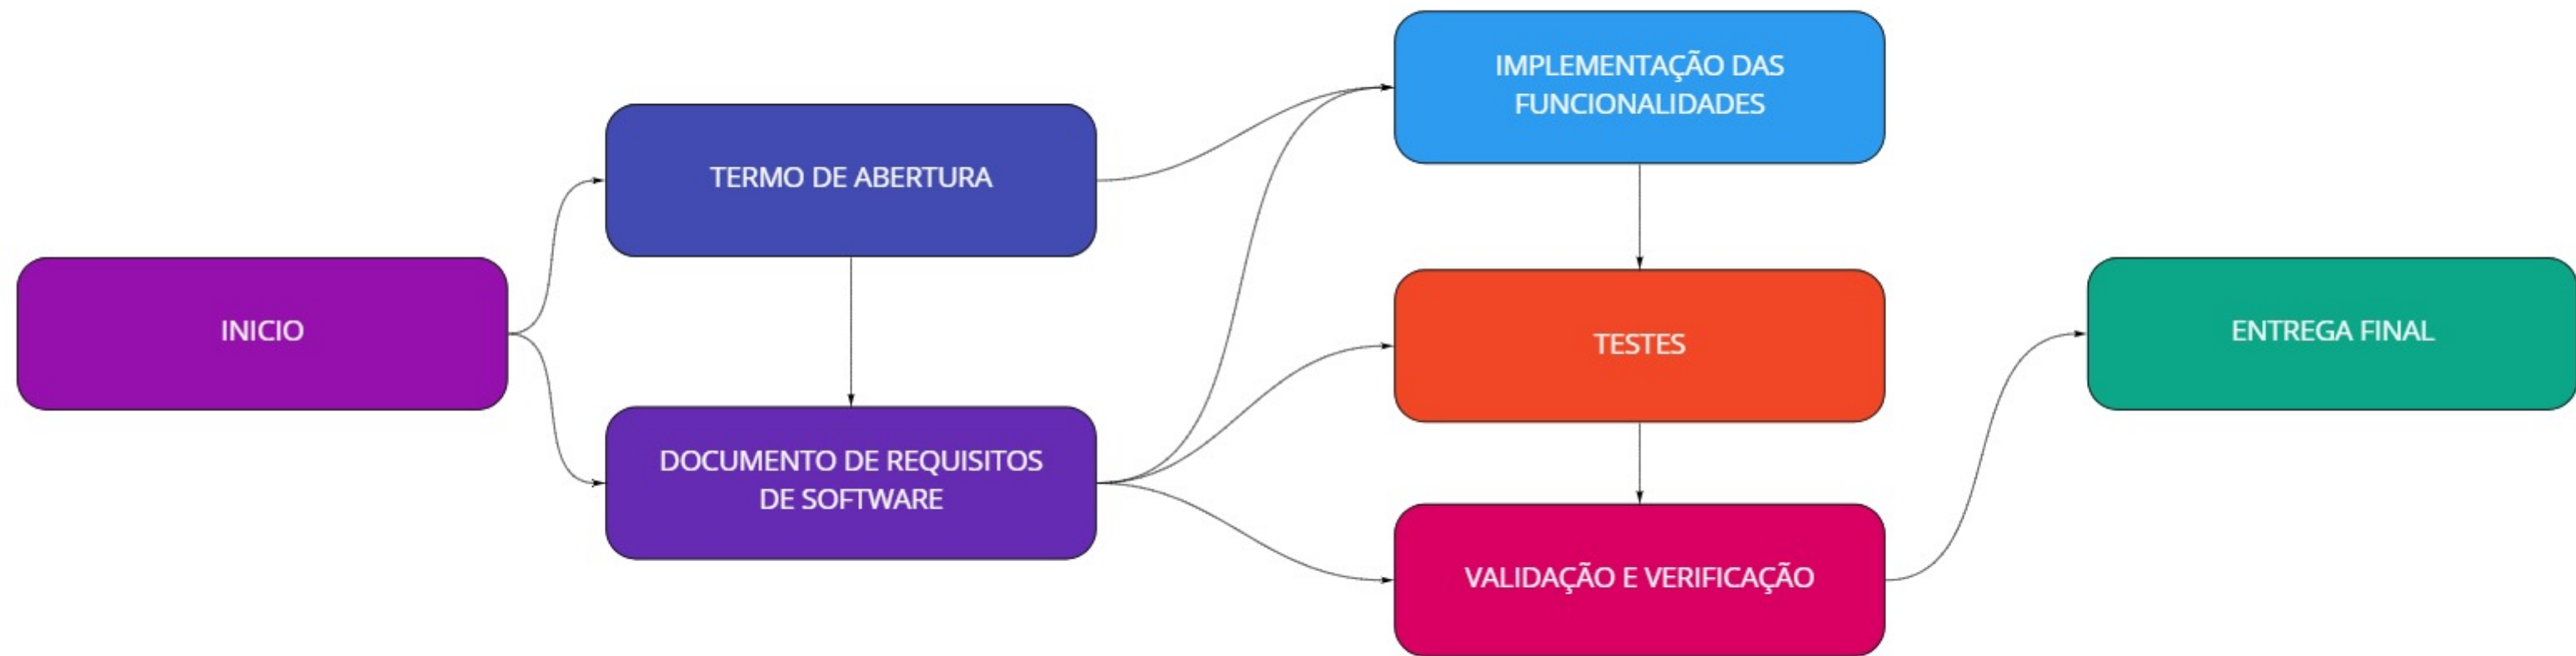 INICIO
TERMO DE ABERTURA
DOCUMENTO DE REQUISITOS
DE SOFTWARE
IMPLEMENTAÇÃO DAS
FUNCIONALIDADES
TESTES
VALIDAÇÃO E VERIFICAÇÃO
ENTREGA FINAL